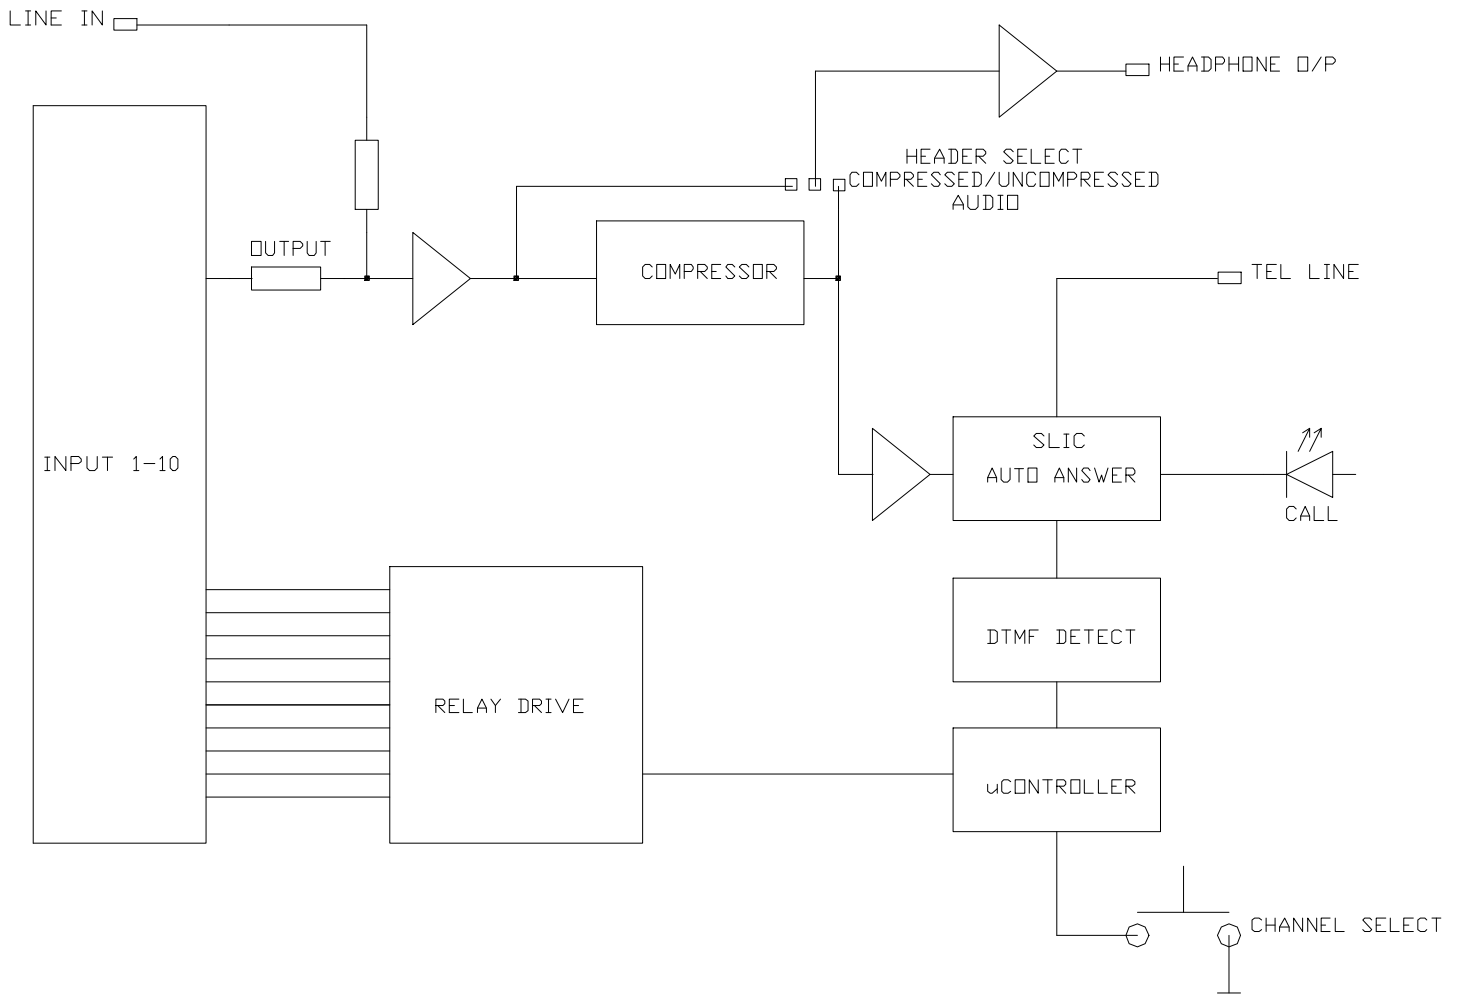 LINE IN
HEADPHONE O/P
HEADER SELECT
COMPRESSED/UNCOMPRESSED
AUDIO
OUTPUT
COMPRESSOR
TEL LINE
INPUT 1-10
SLIC
AUTO ANSWER
CALL
DTMF DETECT
RELAY DRIVE
uCONTROLLER
CHANNEL SELECT